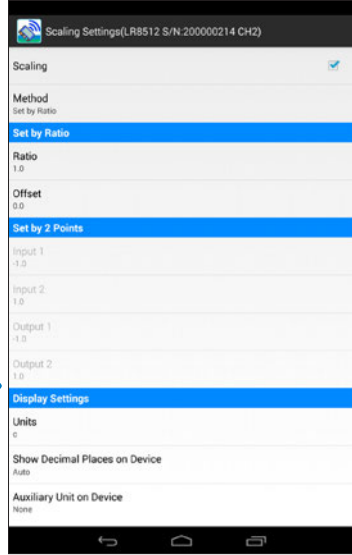 Scaling Settings(LR8512 S/N:200000214 CH2)
Scaling
Method
Set by Ratio
Set by Ratio
Ratio
1.0
Offset
0.0
Set by 2 Points
Input 1
-1.0
Input 2
1.0
Output 1
-1.0
Output 2
1.0
Display Settings
Units
0
Show Decimal Places on Device
Auto
Auxiliary Unit on Device
None